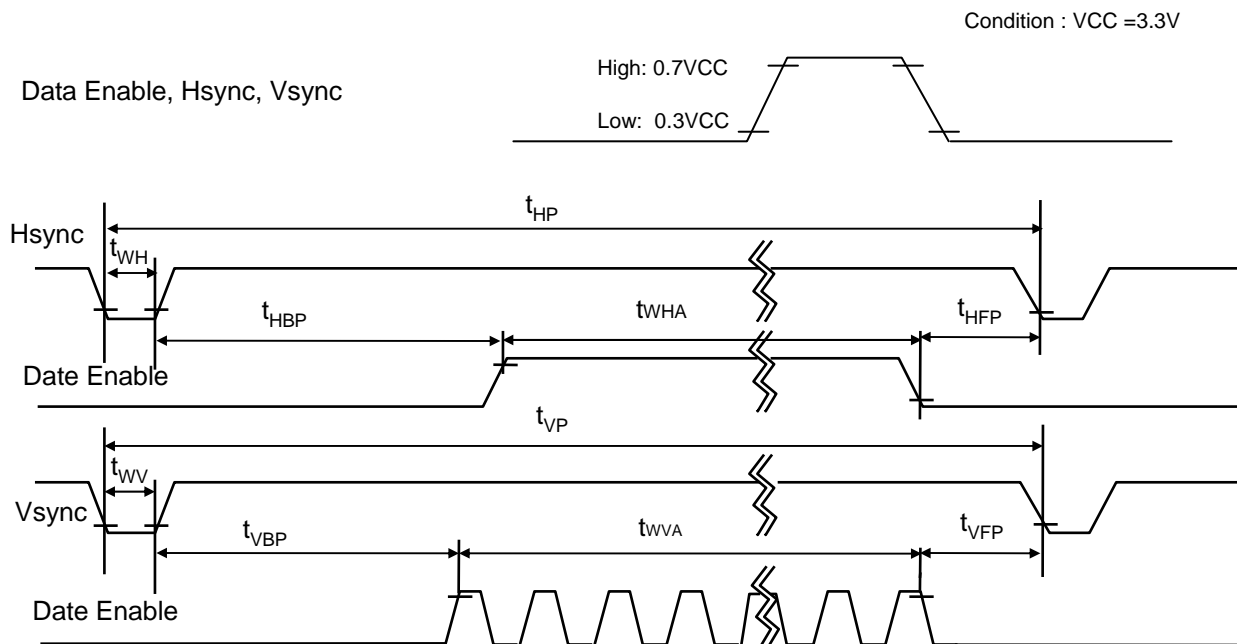 Condition : VCC =3.3V
High: 0.7VCC
Data Enable, Hsync, Vsync
Low: 0.3VCC
tHP
Hsync
tWH
tHBP
tWHA
tHFP
Date Enable
tVP
tWV
Vsync
tVBP
tWVA
tVFP
Date Enable